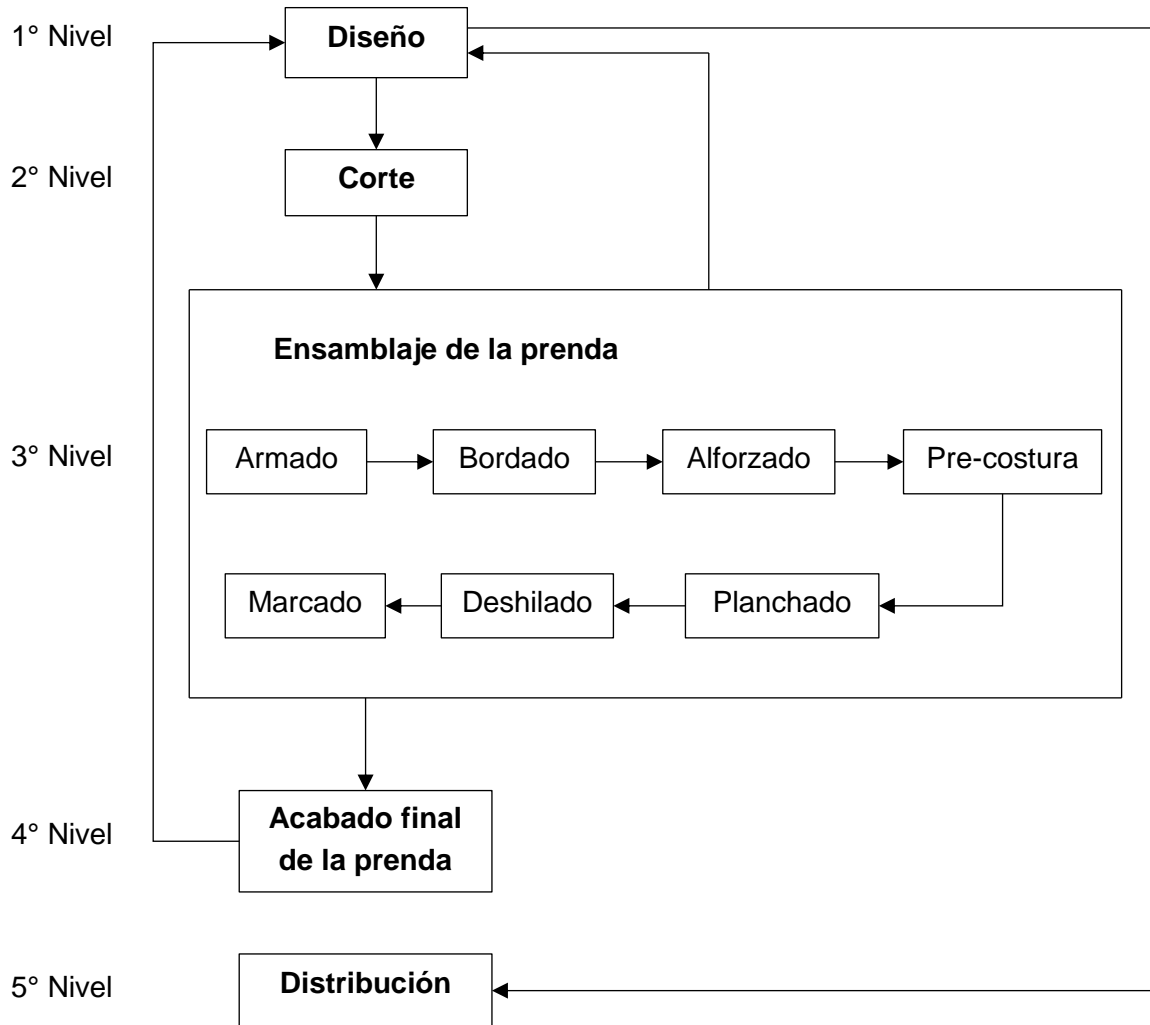 1° Nivel
Diseño
2° Nivel
Corte
Ensamblaje de la prenda
3° Nivel
Armado
Bordado
Alforzado
Pre-costura
Marcado
Deshilado
Planchado
4° Nivel
Acabado final
de la prenda
5° Nivel
Distribución